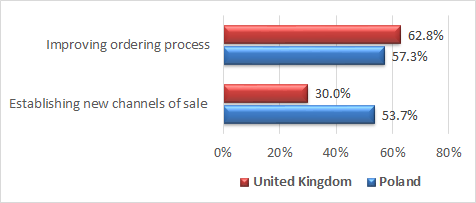 Improving ordering process
62.8%
57.3%
Establishing new channels of sale
30.0%
53.7%
0% 20% 40% 60% 80%
United Kingdom Poland